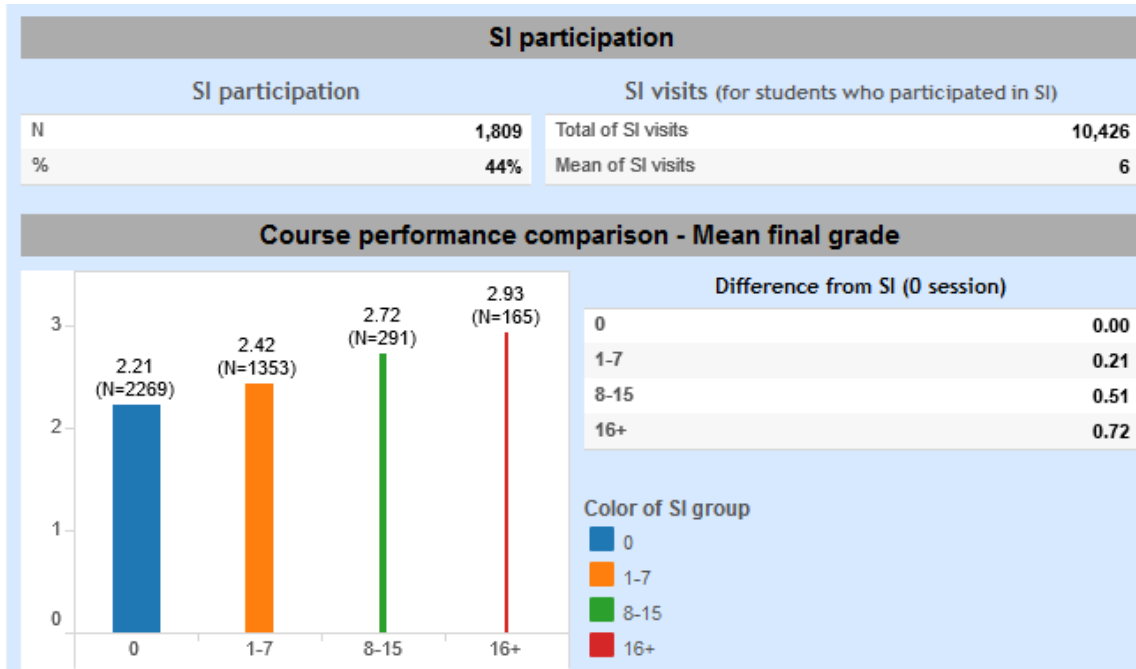 SI participation
SI participation
N 1,809
% 44%
SI visits (for students who participated in SI)
Total of SI visits 10,426
Mean of SI visits 6
Course performance comparison - Mean final grade
3
2
1
0
2.21
(N=2269)
2.42
(N=1353)
2.72
(N=291)
2.93
(N=165)
0 1-7 8-15 16+
Difference from SI (0 session)
0 0.00
1-7 0.21
8-15 0.51
16+ 0.72
Color of SI group
0
1-7
8-15
16+